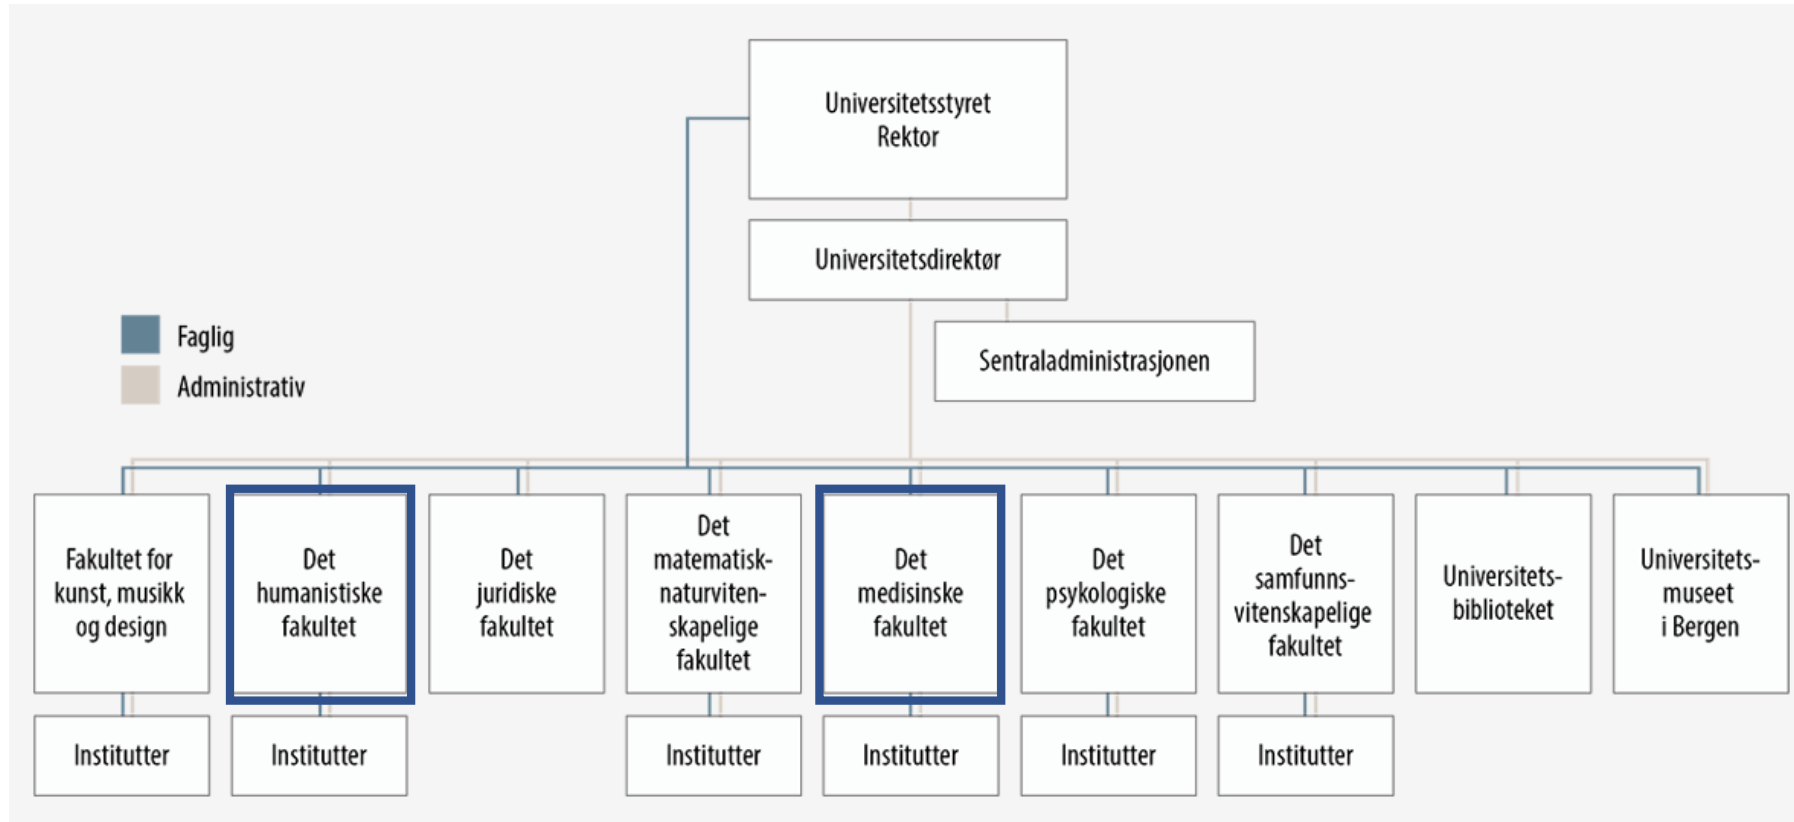 Universitetsstyret
Rektor
Universitetsdirektør
Sentraladministrasjonen
Faglig
Administrativ
Fakultet for
kunst, musikk
og design
Det
humanistiske
fakultet
Det
juridiske
fakultet
Det
matematisk-
naturviten-
skapelige
fakultet
Det
medisinske
fakultet
Det
psykologiske
fakultet
Det
samfunns-
vitenskapelige
fakultet
Universitets-
biblioteket
Universitets-
museet
i Bergen
Institutter
Institutter
Institutter
Institutter
Institutter
Institutter